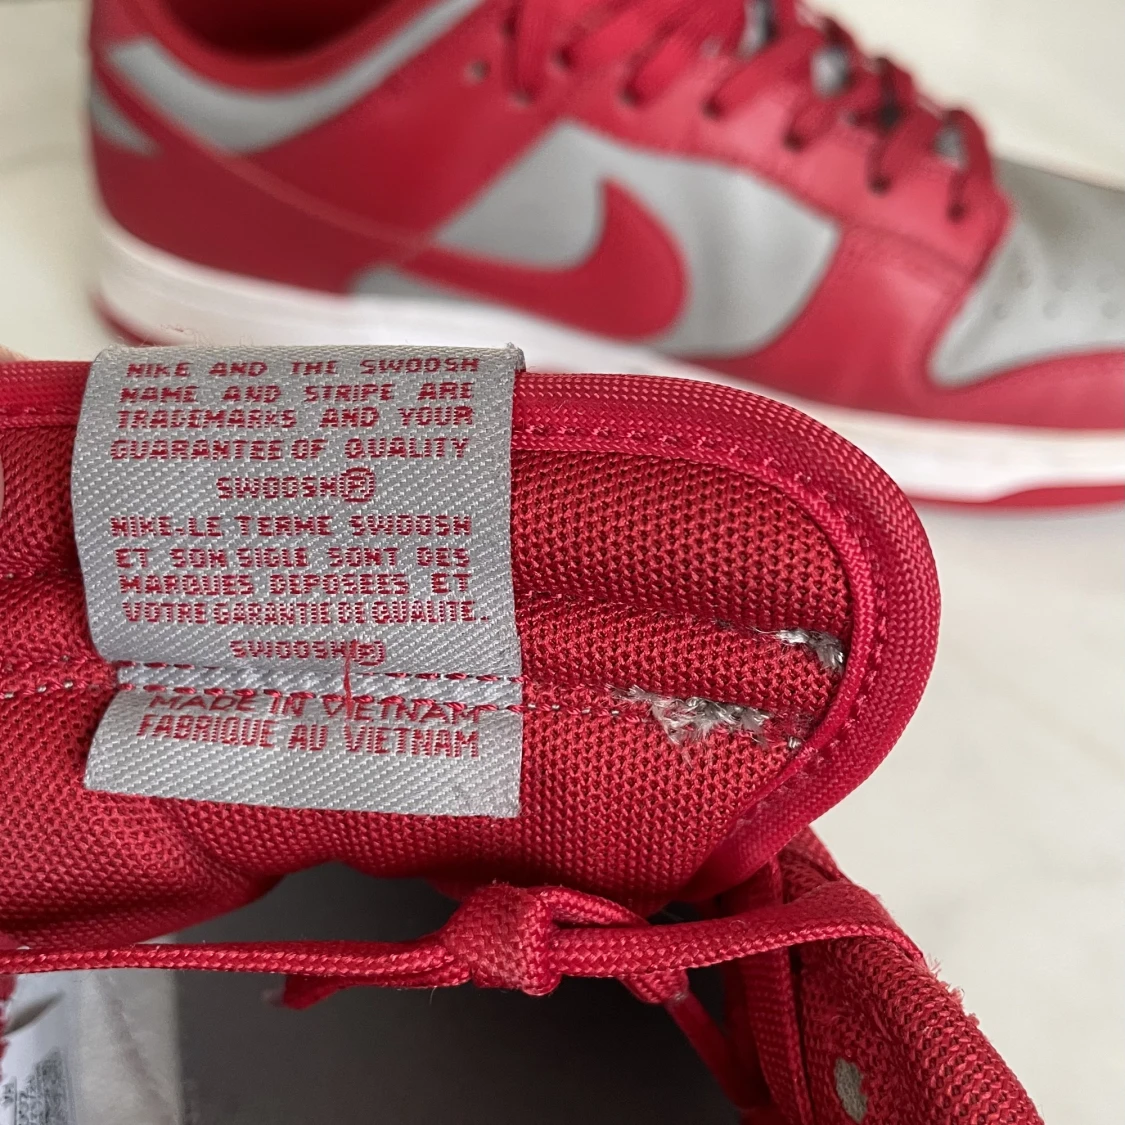 NIKE AND THE SWOOSH
NAME AND STRIPE ARE
TRADEMARKS AND YOUR
GUARANTEE OF QUALITY
SWOOSH®
NIKE-LE TERME SWOOSH
ET SON SIGLE SONT DES
MARQUES DEPOSEES ET
VOTRE GARANTIE DE QUALITE.
SWOOSH®
MADE IN VIETNAM
FABRIQUE AU VIETNAM